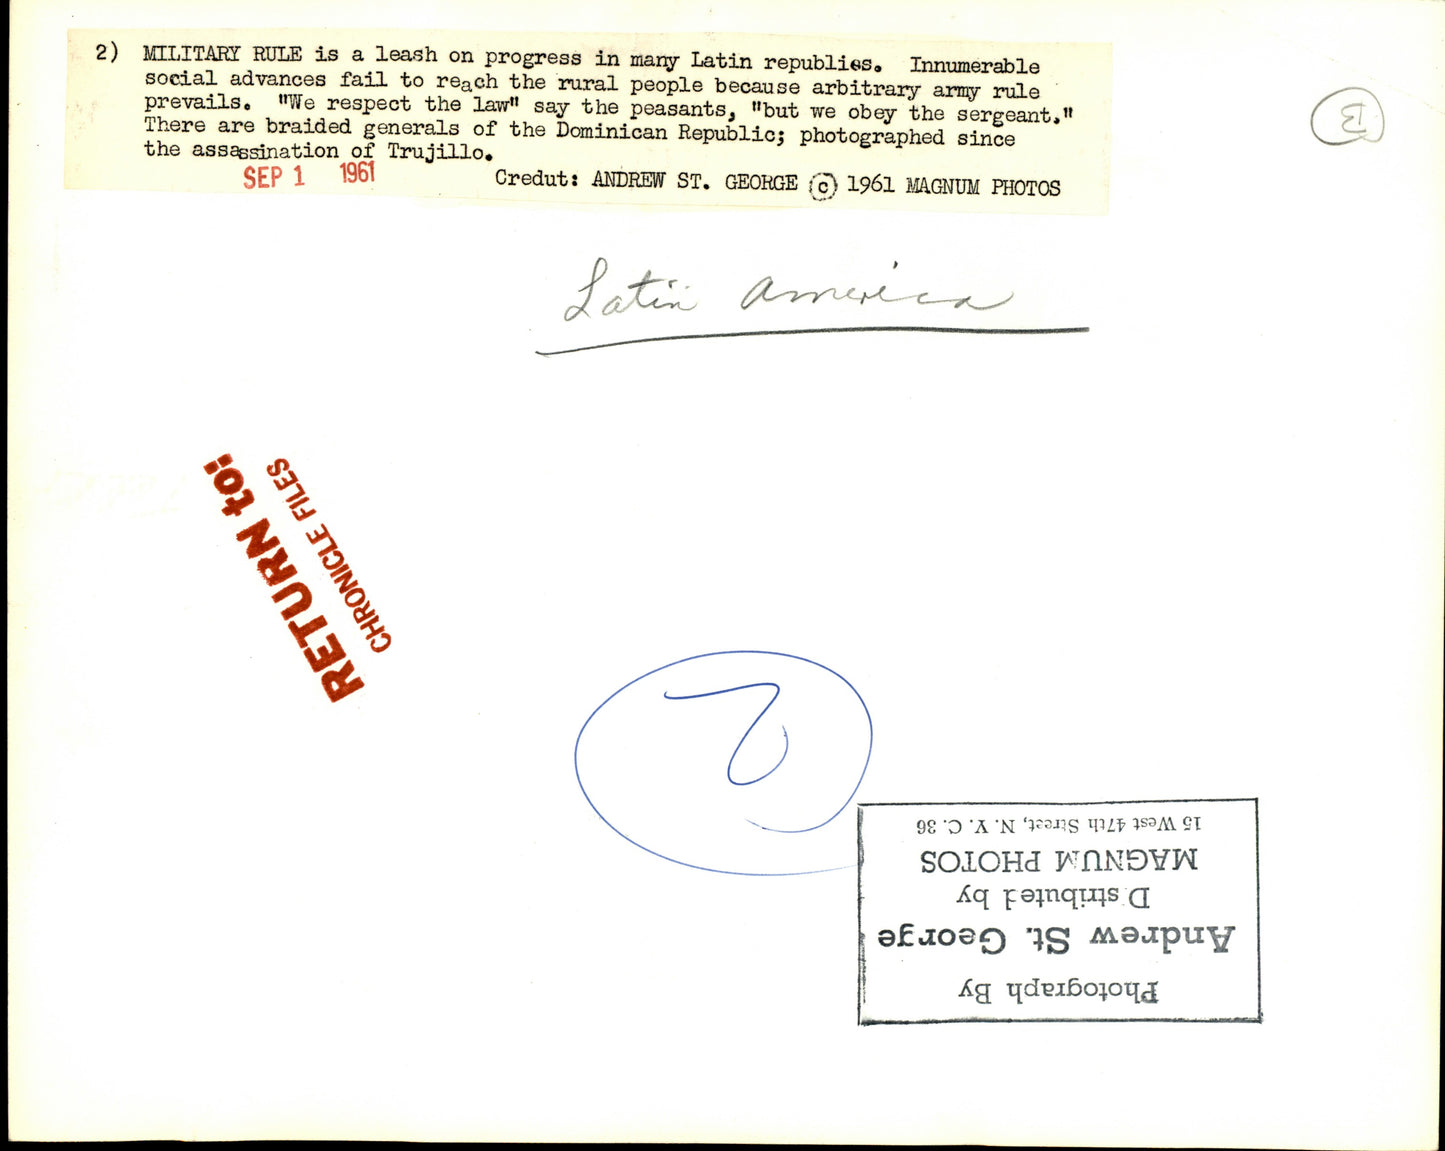 2) MILITARY RULE is a leash on progress in many Latin republies. Innumerable
social advances fail to reach the rural people because arbitrary army rule
prevails. "We respect the law" say the peasants, "but we obey the sergeant."
There are braided generals of the Dominican Republic; photographed since
the assassination of Trujillo.
SEP 1 1961
Credut: ANDREW ST. GEORGE © 1961 MAGNUM PHOTOS
Latin America
RETURN to:
CHRONICLE FILES
2
Photograph By
Andrew St. George
Distributed by
MAGNUM PHOTOS
15 West 47th Street, N. Y. C. 36